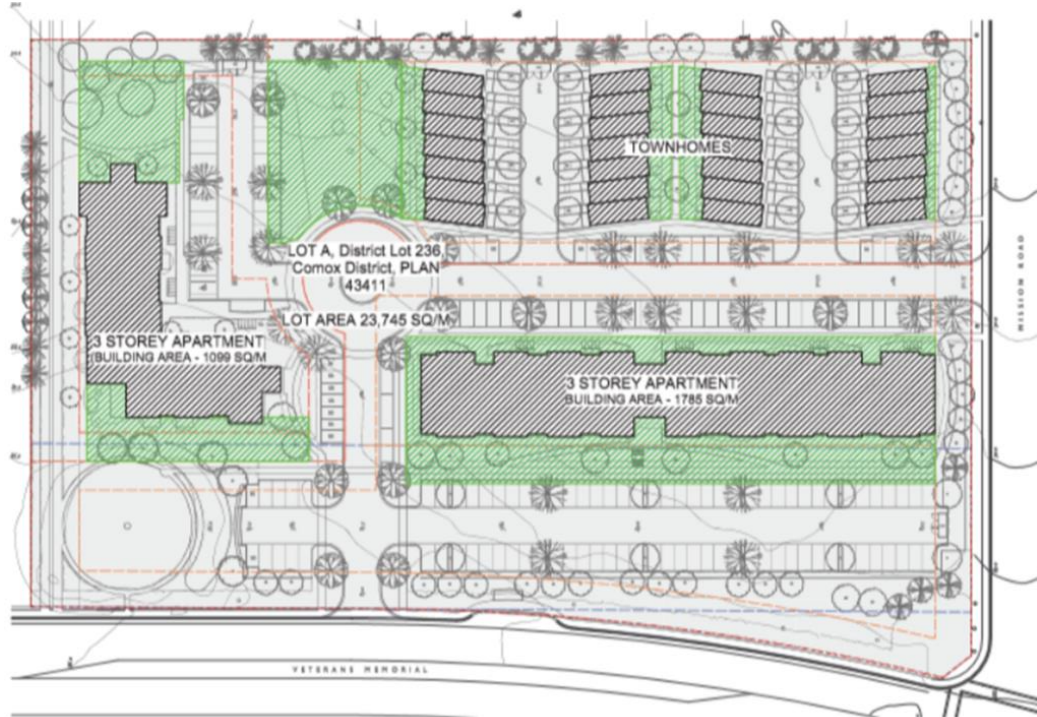 TOWNHOMES
LOT A, District Lot 236,
Comox District, PLAN
43411
LOT AREA 23,745 SQ/M
3 STOREY APARTMENT
BUILDING AREA - 1099 SQ/M
3 STOREY APARTMENT
BUILDING AREA - 1785 SQ/M
MISSION ROAD
VETERANS MEMORIAL